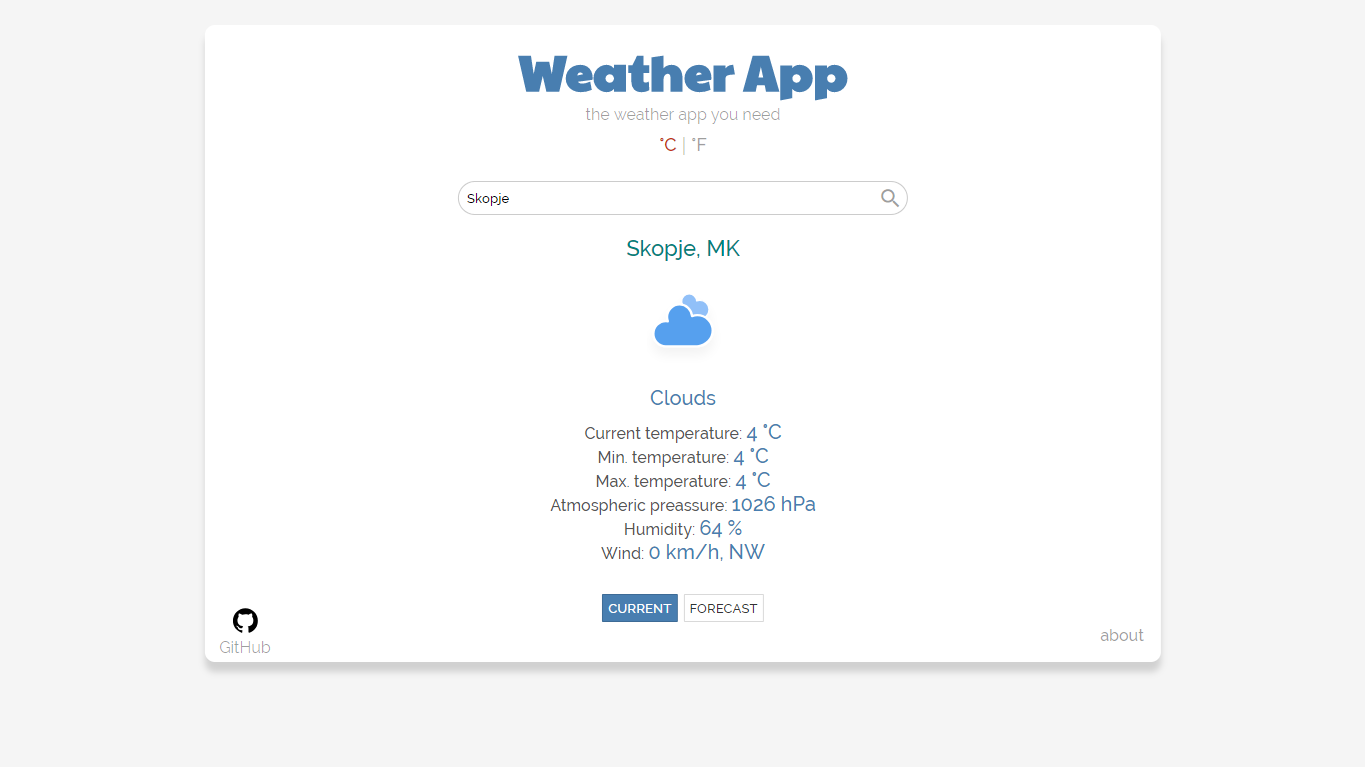 Weather App
the weather app you need
°C | °F
Skopje
Skopje, MK
Clouds
Current temperature: 4 °C
Min. temperature: 4 °C
Max. temperature: 4 °C
Atmospheric preassure: 1026 hPa
Humidity: 64 %
Wind: 0 km/h, NW
CURRENT FORECAST
GitHub
about